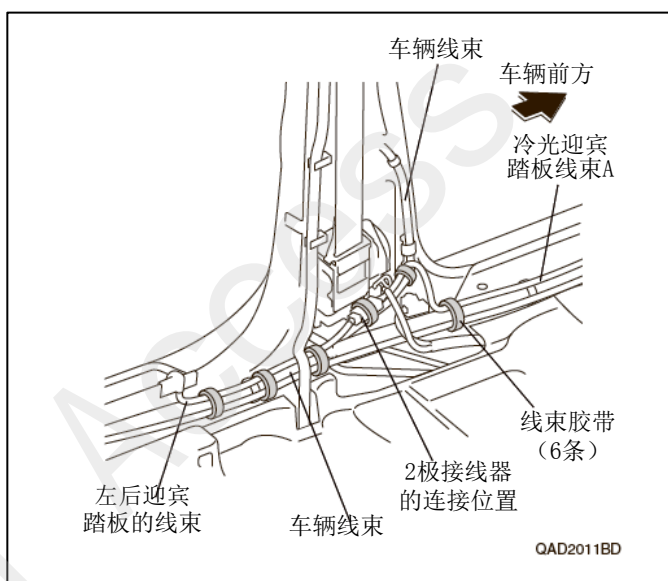 车辆线束
车辆前方
冷光迎宾
踏板线束A
线束胶带
（6条）
2极接线器
的连接位置
左后迎宾
踏板的线束
车辆线束
QAD2011BD
Access